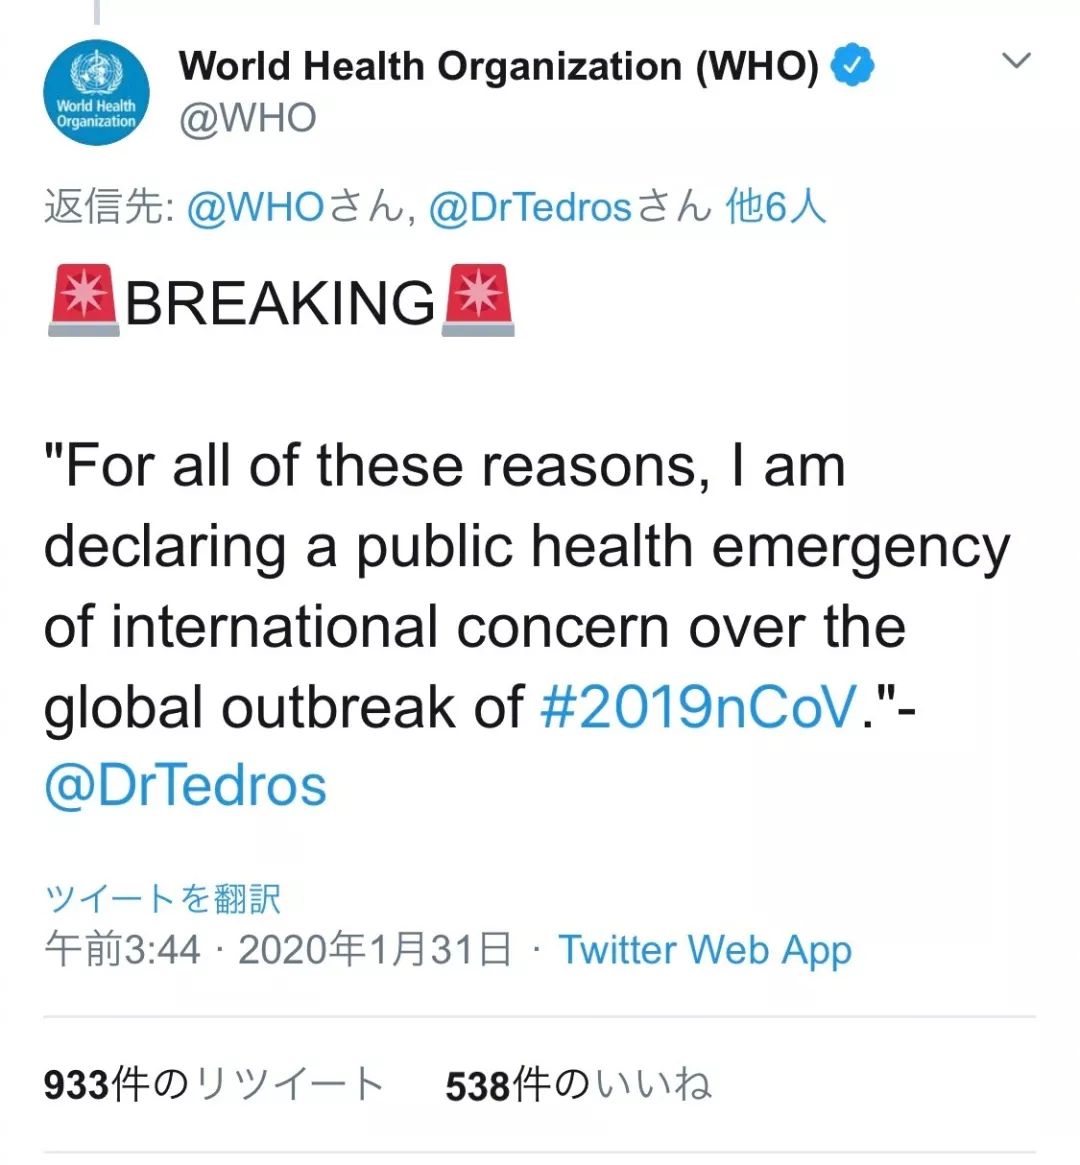 World Health Organization (WHO)
World Health
Organization
@WHO
返信先: @WHOさん, @DrTedrosさん 他6人
🚨BREAKING🚨
"For all of these reasons, I am
declaring a public health emergency
of international concern over the
global outbreak of #2019nCoV."-
@DrTedros
ツイートを翻訳
午前3:44 · 2020年1月31日 · Twitter Web App
933件のリツイート 538件のいいね